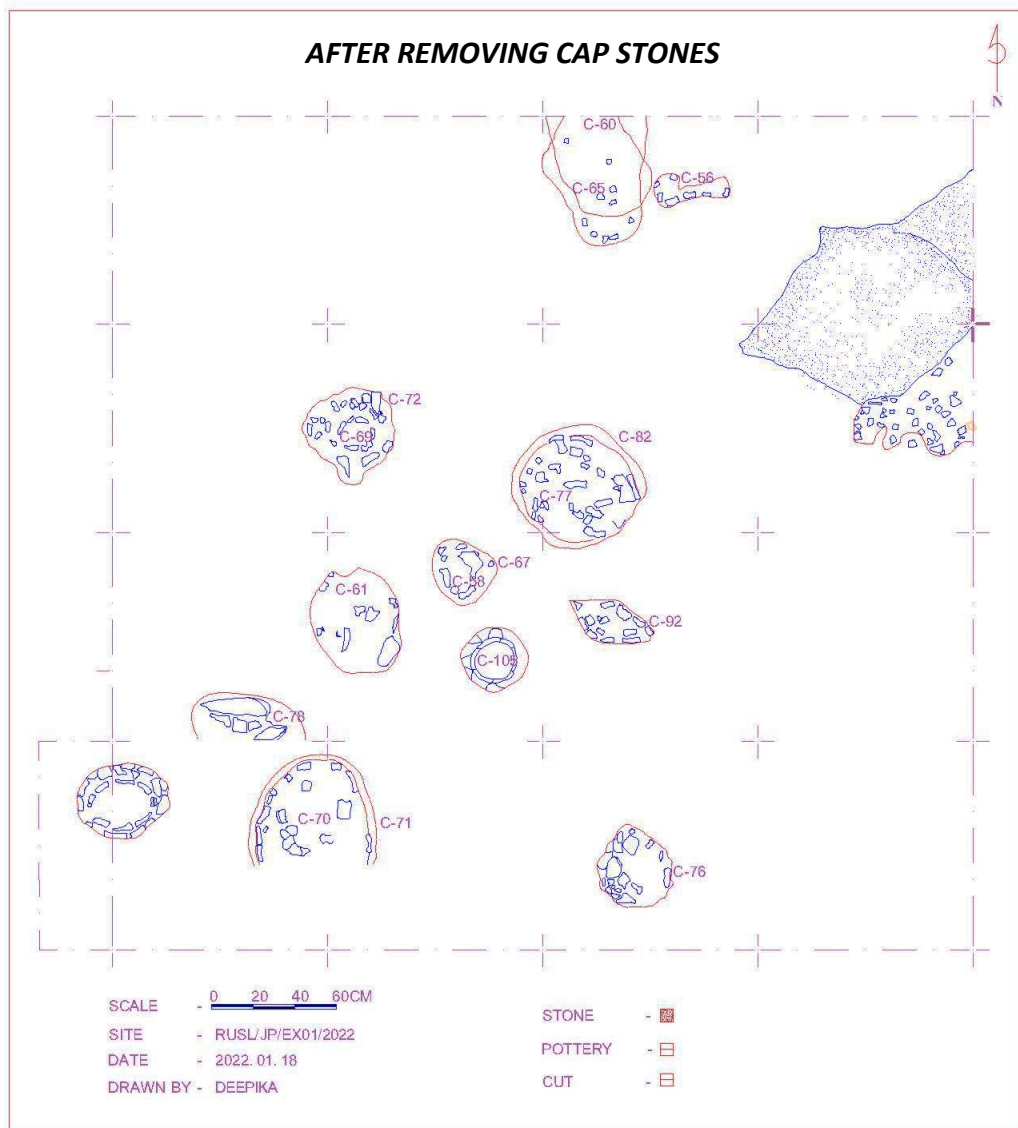 AFTER REMOVING CAP STONES
N
C-60
C-65
C-56
C-72
C-69
C-82
C-77
C-67
C-58
C-61
C-92
C-105
C-78
C-70
C-71
C-76
SCALE - 0 20 40 60CM
SITE - RUSL/JP/EX01/2022
DATE - 2022. 01. 18
DRAWN BY - DEEPIKA
STONE -
POTTERY -
CUT -